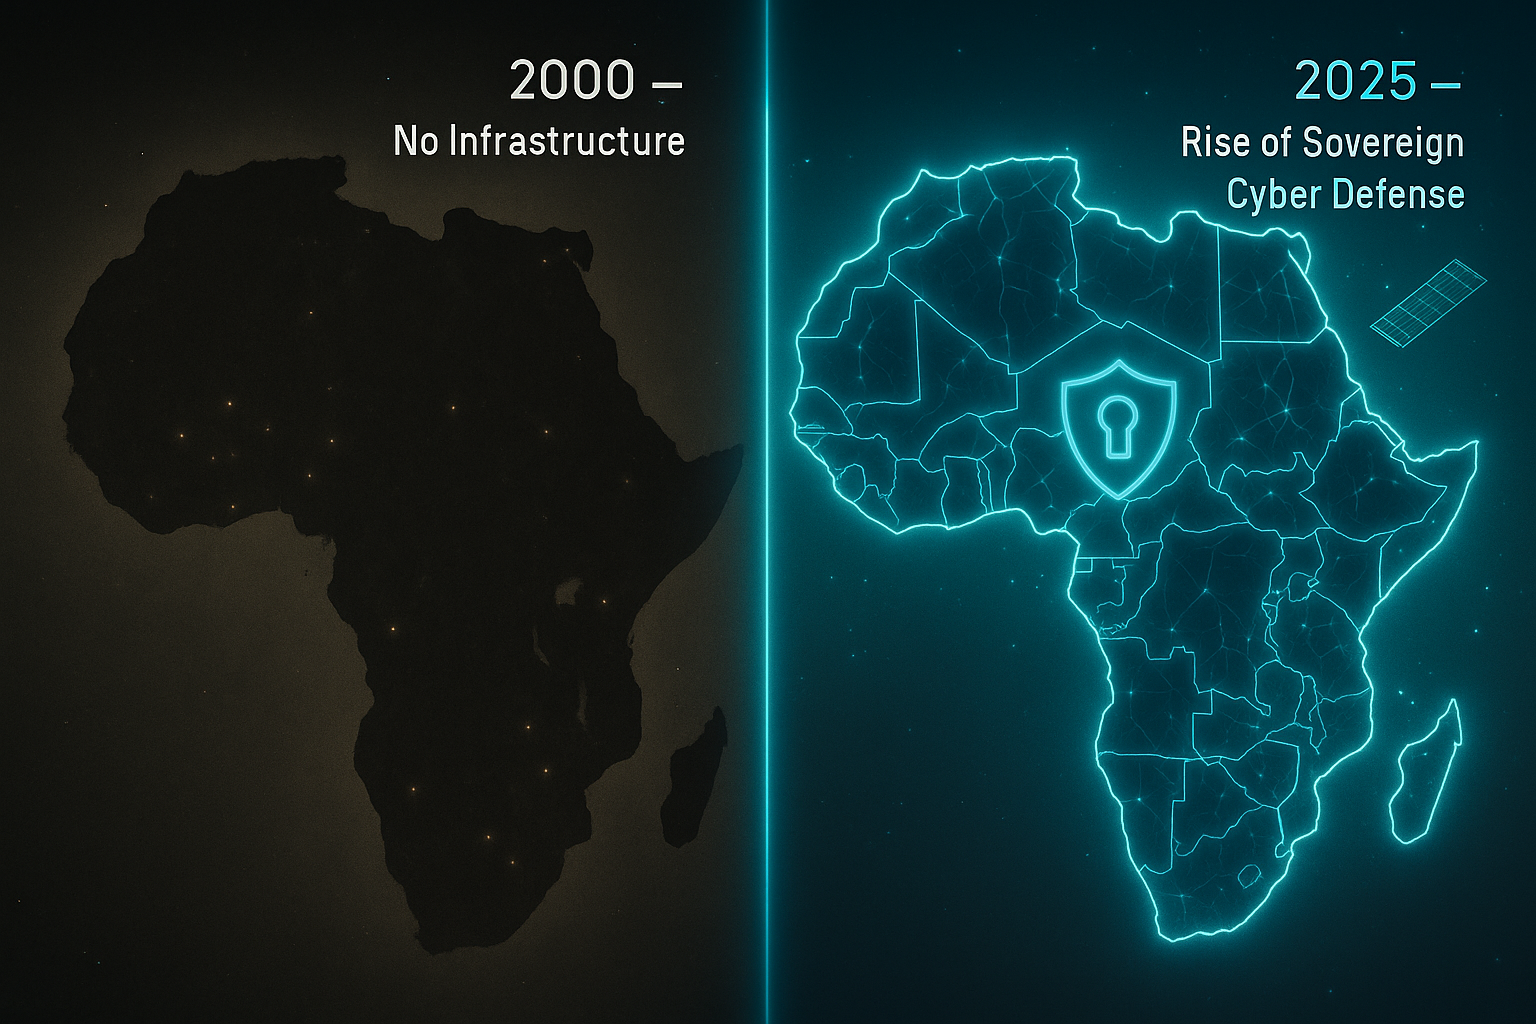 2000 –
No Infrastructure
2025 –
Rise of Sovereign
Cyber Defense